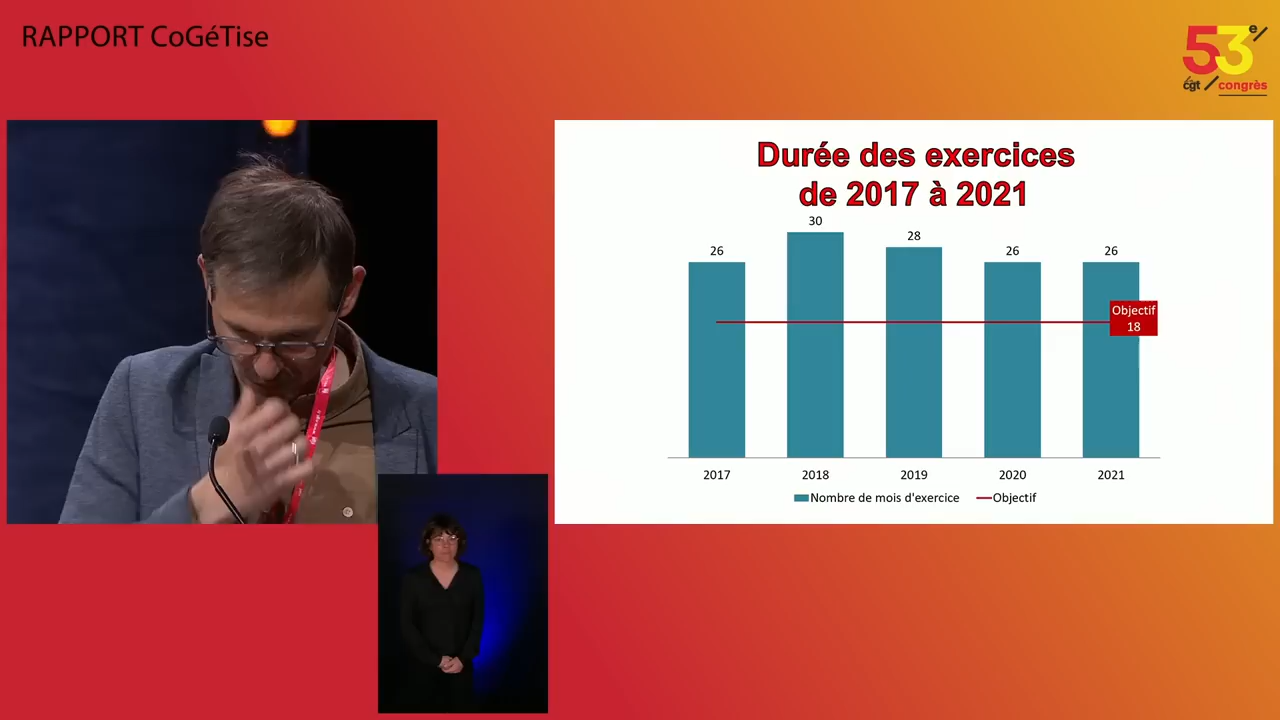 RAPPORT CoGéTise
53e/
La cgt / congrès
Durée des exercices
de 2017 à 2021
26
30
28
26
26
Objectif
18
2017
2018
2019
2020
2021
Nombre de mois d'exercice
Objectif